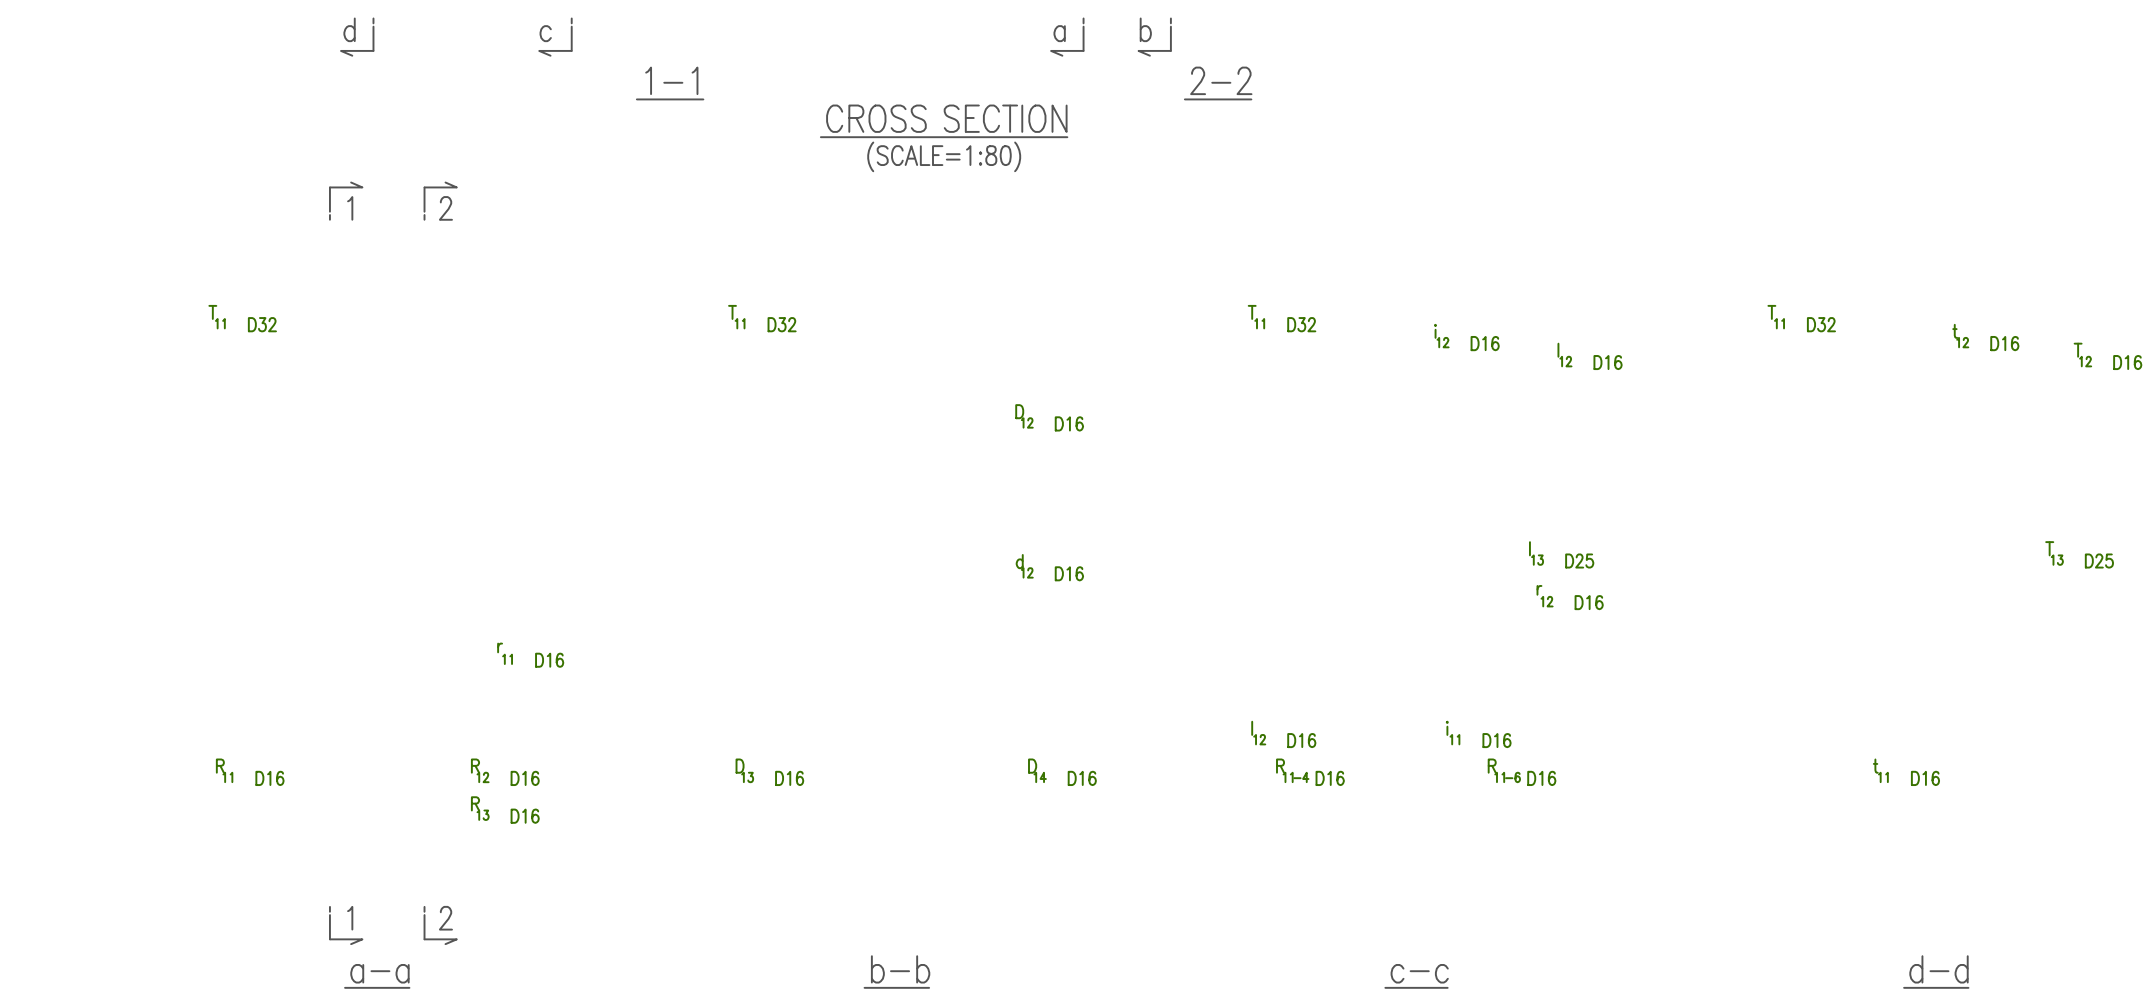 d c a b
1-1 2-2
CROSS SECTION
(SCALE=1:80)
1 2
T11 D32 T11 D32 T11 D32 T11 D32
i12 D16 t12 D16
I12 D16 T12 D16
D12 D16
I13 D25 T13 D25
d12 D16
r12 D16
r11 D16
I12 D16 i11 D16
R11 D16 R12 D16 D13 D16 D14 D16 R11-4 D16 R11-6 D16 t11 D16
R13 D16
1 2
a-a b-b c-c d-d